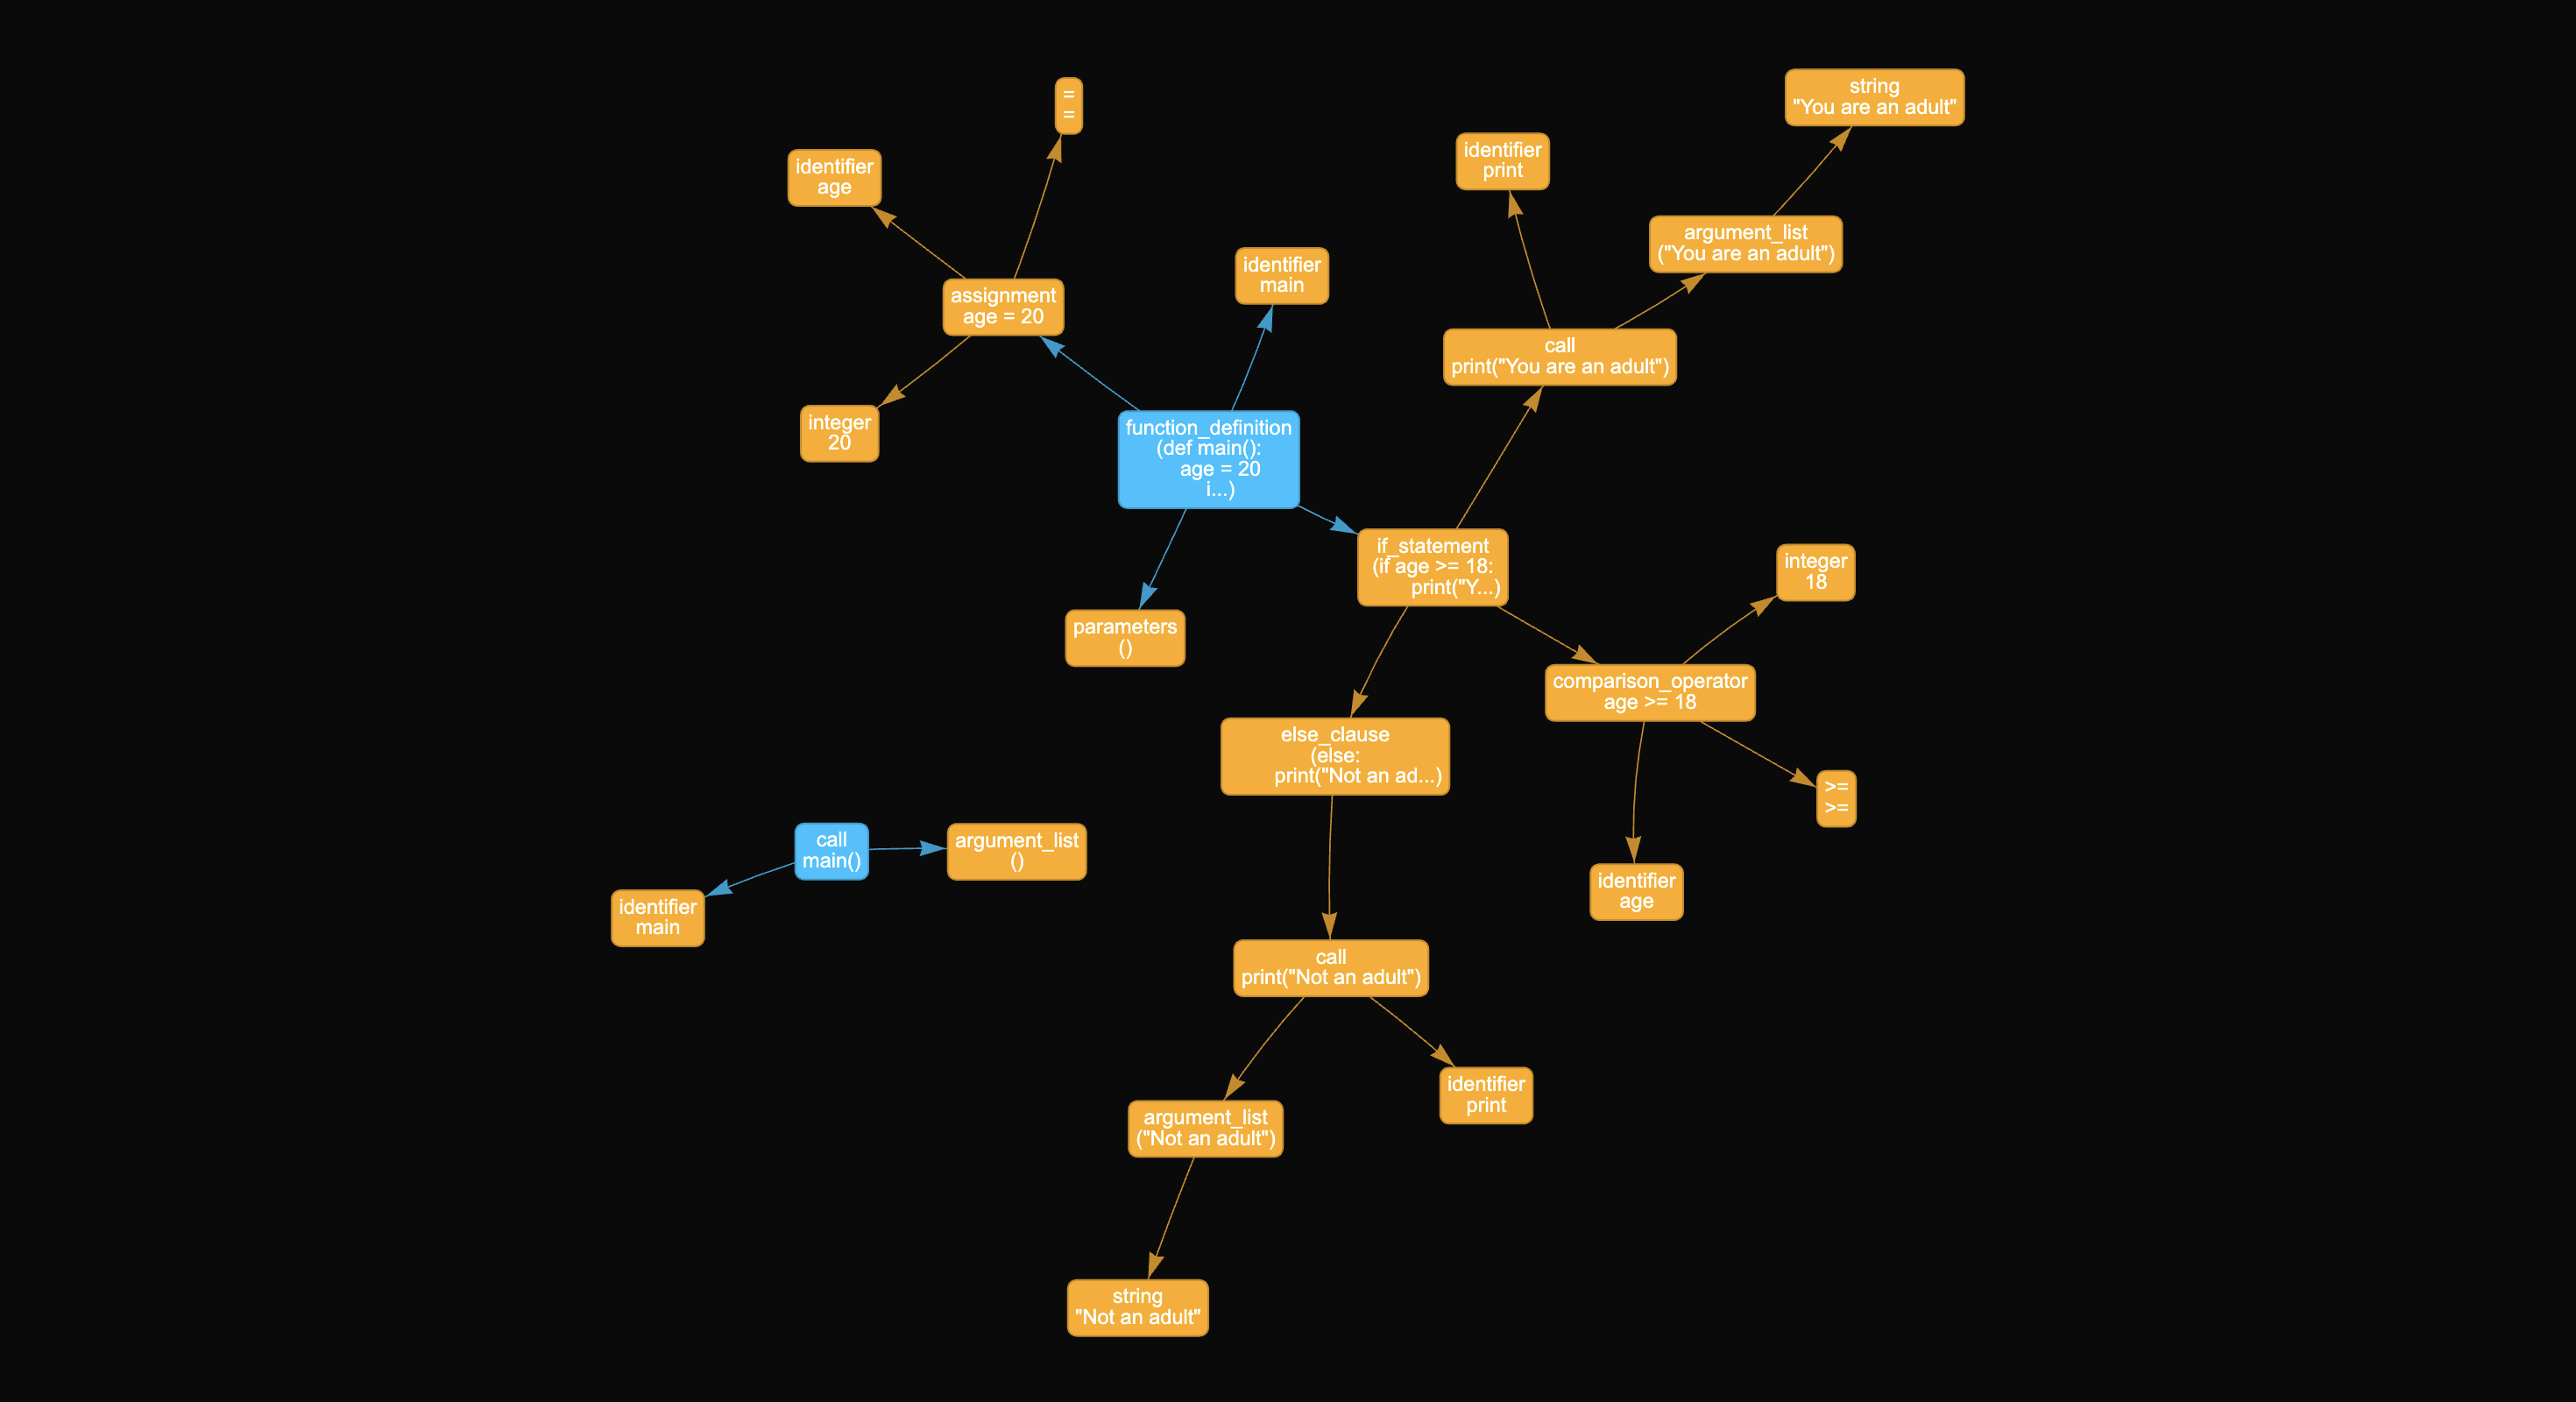 =
=
string
"You are an adult"
identifier
print
identifier
age
argument_list
("You are an adult")
identifier
main
assignment
age = 20
call
print("You are an adult")
integer
20
function_definition
(def main():
age = 20
i...)
if_statement
(if age >= 18:
print("Y...)
integer
18
parameters
()
comparison_operator
age >= 18
else_clause
(else:
print("Not an ad...)
>=
>=
call
main()
argument_list
()
identifier
age
identifier
main
call
print("Not an adult")
identifier
print
argument_list
("Not an adult")
string
"Not an adult"